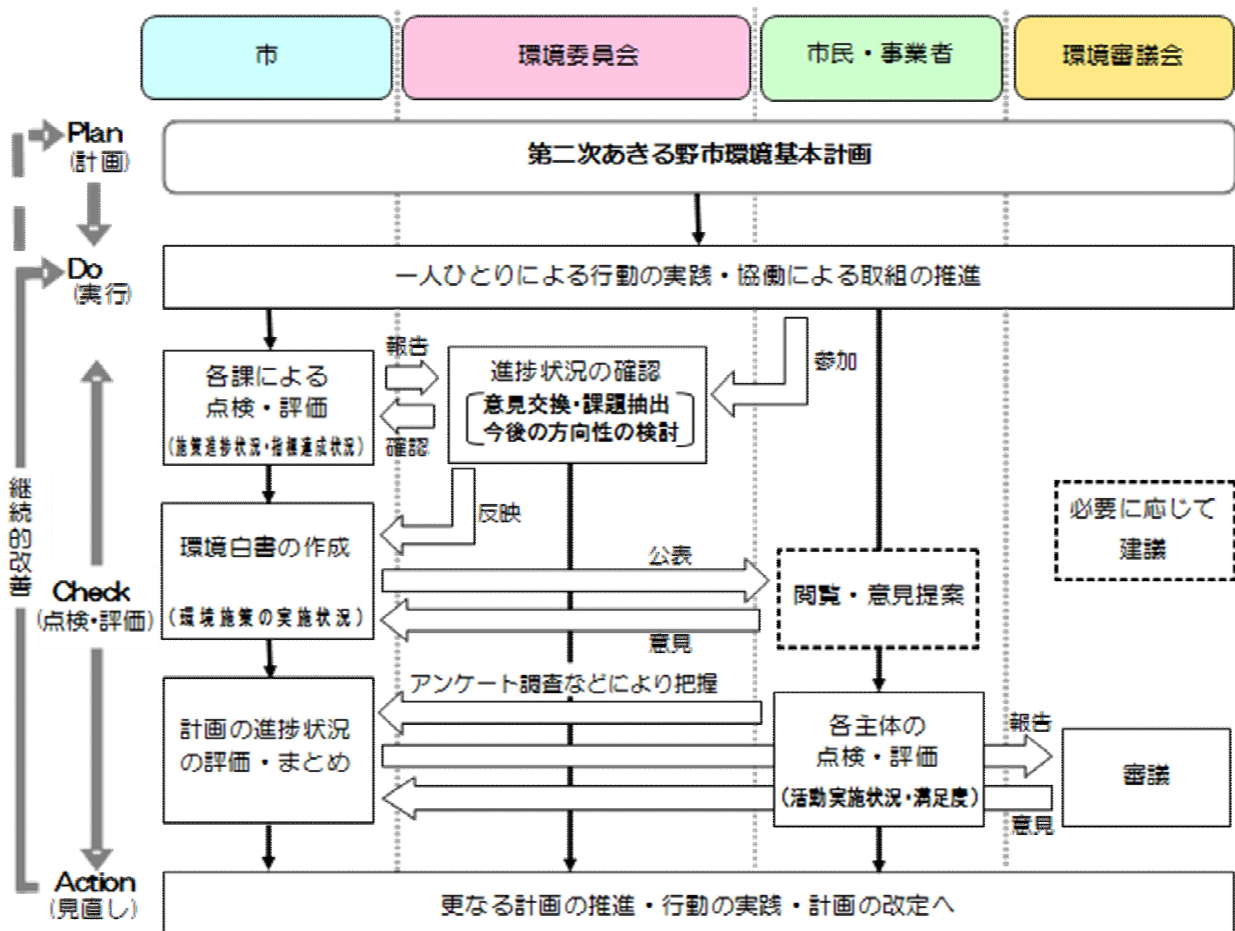 市
環境委員会
市民・事業者
環境審議会
Plan
(計画)
第二次あきる野市環境基本計画
Do
(実行)
一人ひとりによる行動の実践・協働による取組の推進
各課による
点検・評価
(施策進捗状況・指標達成状況)
報告
確認
進捗状況の確認
意見交換・課題抽出
今後の方向性の検討
参加
反映
環境白書の作成
(環境施策の実施状況)
公表
意見
閲覧・意見提案
必要に応じて
建議
継続的改善
Check
(点検・評価)
アンケート調査などにより把握
計画の進捗状況
の評価・まとめ
各主体の
点検・評価
(活動実施状況・満足度)
報告
意見
審議
Action
(見直し)
更なる計画の推進・行動の実践・計画の改定へ